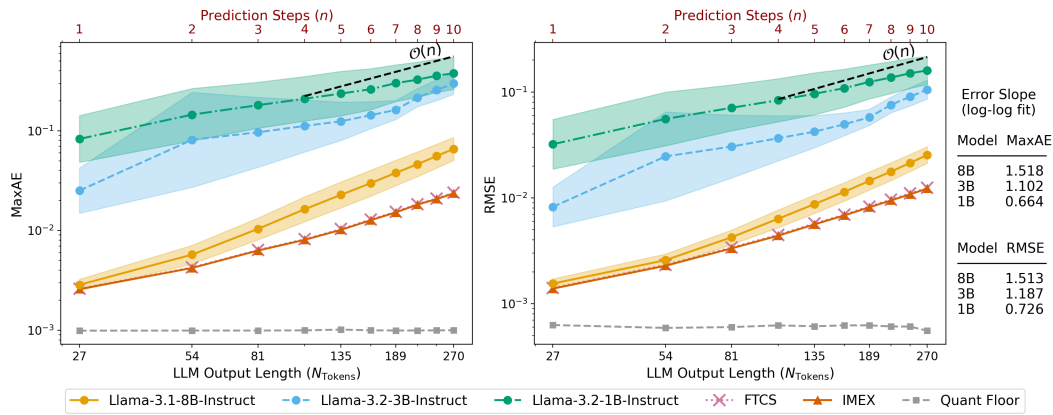 Prediction Steps (n)
1 2 3 4 5 6 7 8 9 10
O(n)
MaxAE
10⁻¹
10⁻²
10⁻³
27 54 81 135 189 270
LLM Output Length (N_Tokens)
Prediction Steps (n)
1 2 3 4 5 6 7 8 9 10
O(n)
RMSE
10⁻¹
10⁻²
10⁻³
27 54 81 135 189 270
LLM Output Length (N_Tokens)
Error Slope
(log-log fit)
Model MaxAE
8B 1.518
3B 1.102
1B 0.664
Model RMSE
8B 1.513
3B 1.187
1B 0.726
Llama-3.1-8B-Instruct Llama-3.2-3B-Instruct Llama-3.2-1B-Instruct FTCS IMEX Quant Floor